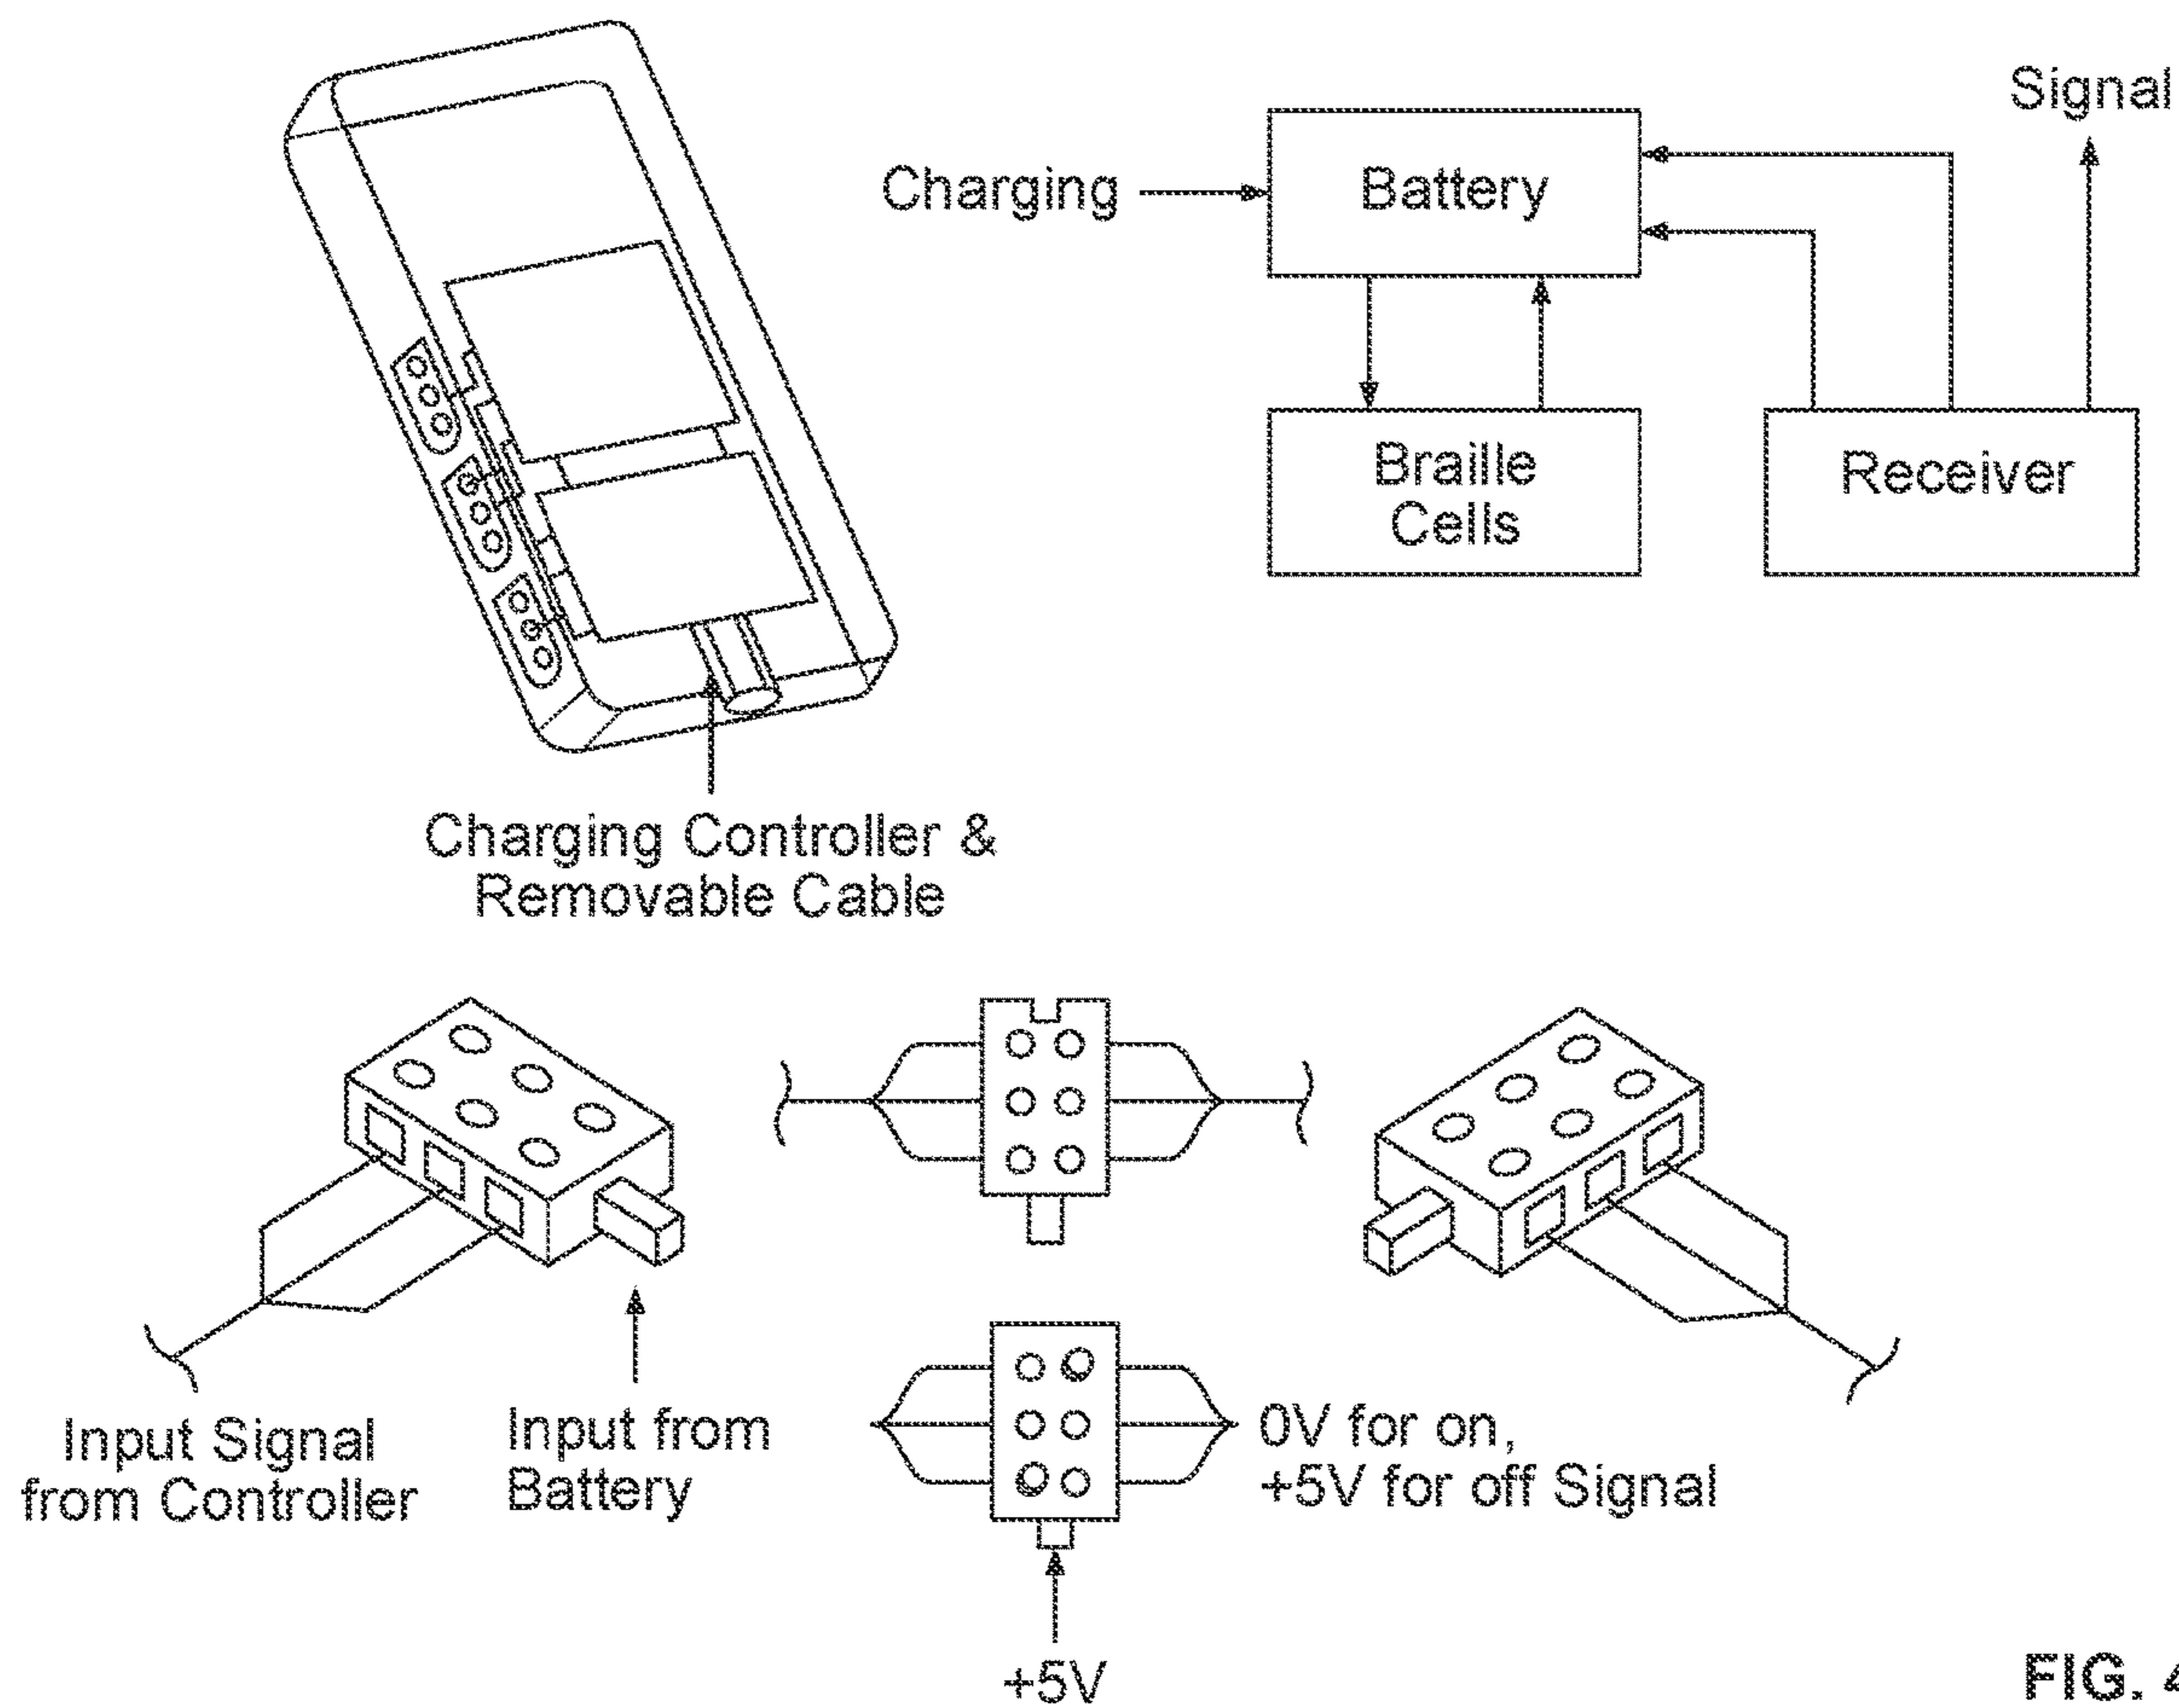 Signal
Charging
Battery
Braille
Cells
Receiver
Charging Controller &
Removable Cable
Input Signal
from Controller
Input from
Battery
0V for on,
+5V for off Signal
+5V
FIG.